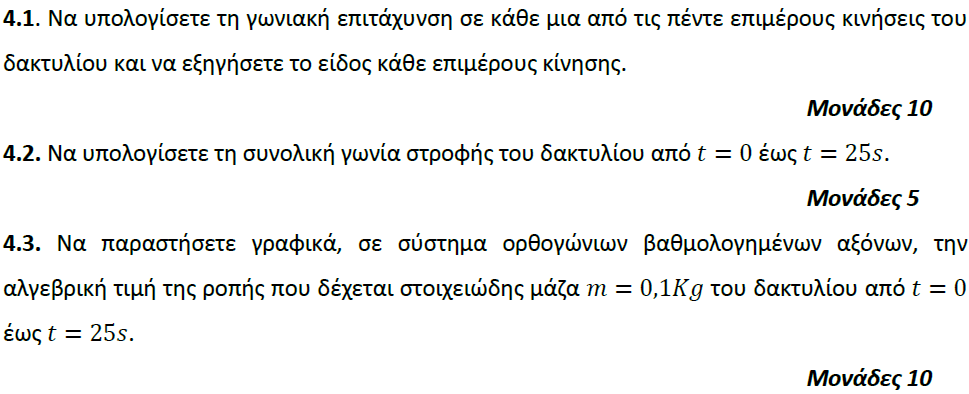 4.1. Να υπολογίσετε τη γωνιακή επιτάχυνση σε κάθε μια από τις πέντε επιμέρους κινήσεις του
δακτυλίου και να εξηγήσετε το είδος κάθε επιμέρους κίνησης.
Μονάδες 10
4.2. Να υπολογίσετε τη συνολική γωνία στροφής του δακτυλίου από t = 0 έως t = 25s.
Μονάδες 5
4.3. Να παραστήσετε γραφικά, σε σύστημα ορθογώνιων βαθμολογημένων αξόνων, την
αλγεβρική τιμή της ροπής που δέχεται στοιχειώδης μάζα m = 0,1Kg του δακτυλίου από t = 0
έως t = 25s.
Μονάδες 10